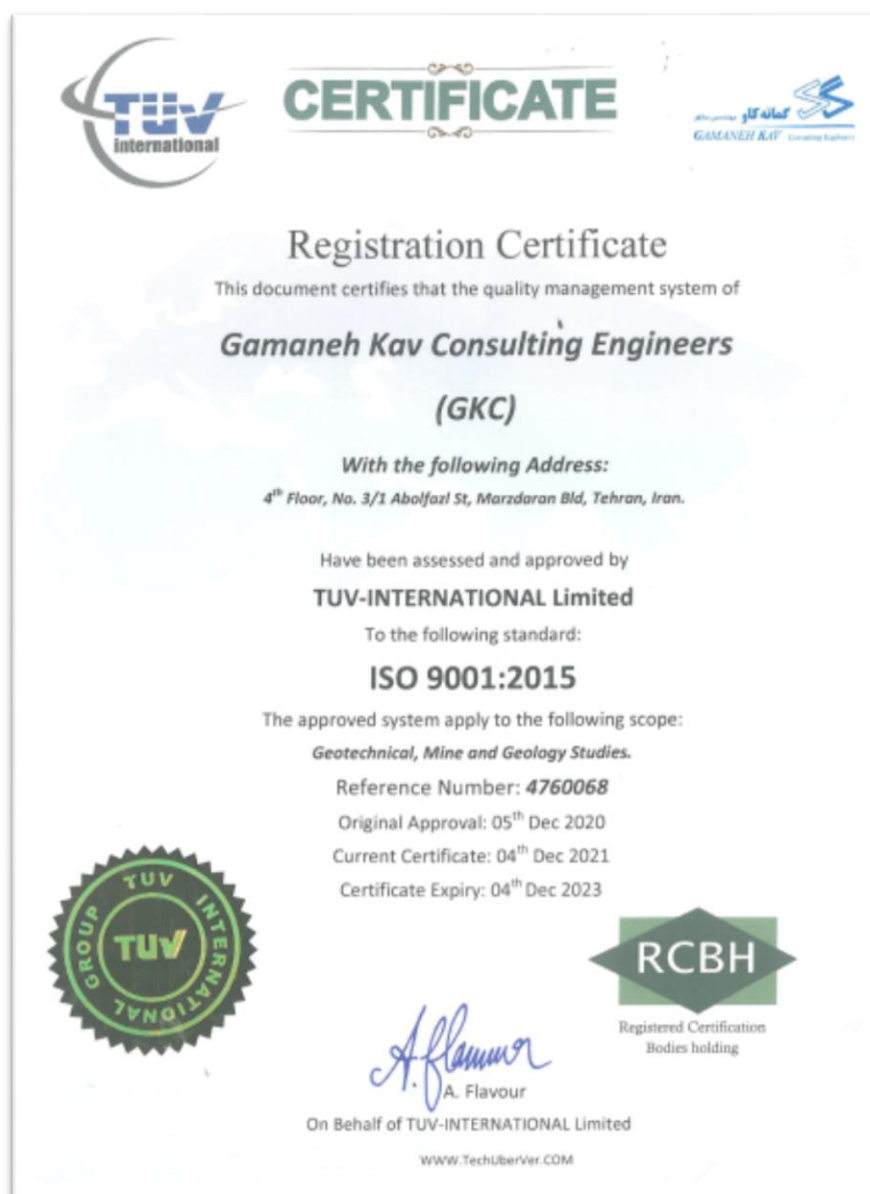 TÜV
international
CERTIFICATE
گمانه کاو
GAMANEH KAV Consulting Engineers
Registration Certificate
This document certifies that the quality management system of
Gamaneh Kav Consulting Engineers
(GKC)
With the following Address:
4th Floor, No. 3/1 Abolfazl St, Marzdaran Bld, Tehran, Iran.
Have been assessed and approved by
TUV-INTERNATIONAL Limited
To the following standard:
ISO 9001:2015
The approved system apply to the following scope:
Geotechnical, Mine and Geology Studies.
Reference Number: 4760068
Original Approval: 05th Dec 2020
Current Certificate: 04th Dec 2021
Certificate Expiry: 04th Dec 2023
TUV INTERNATIONAL GROUP
TUV
RCBH
Registered Certification
Bodies holding
A. Flavour
On Behalf of TUV-INTERNATIONAL Limited
WWW.TechUberVer.COM